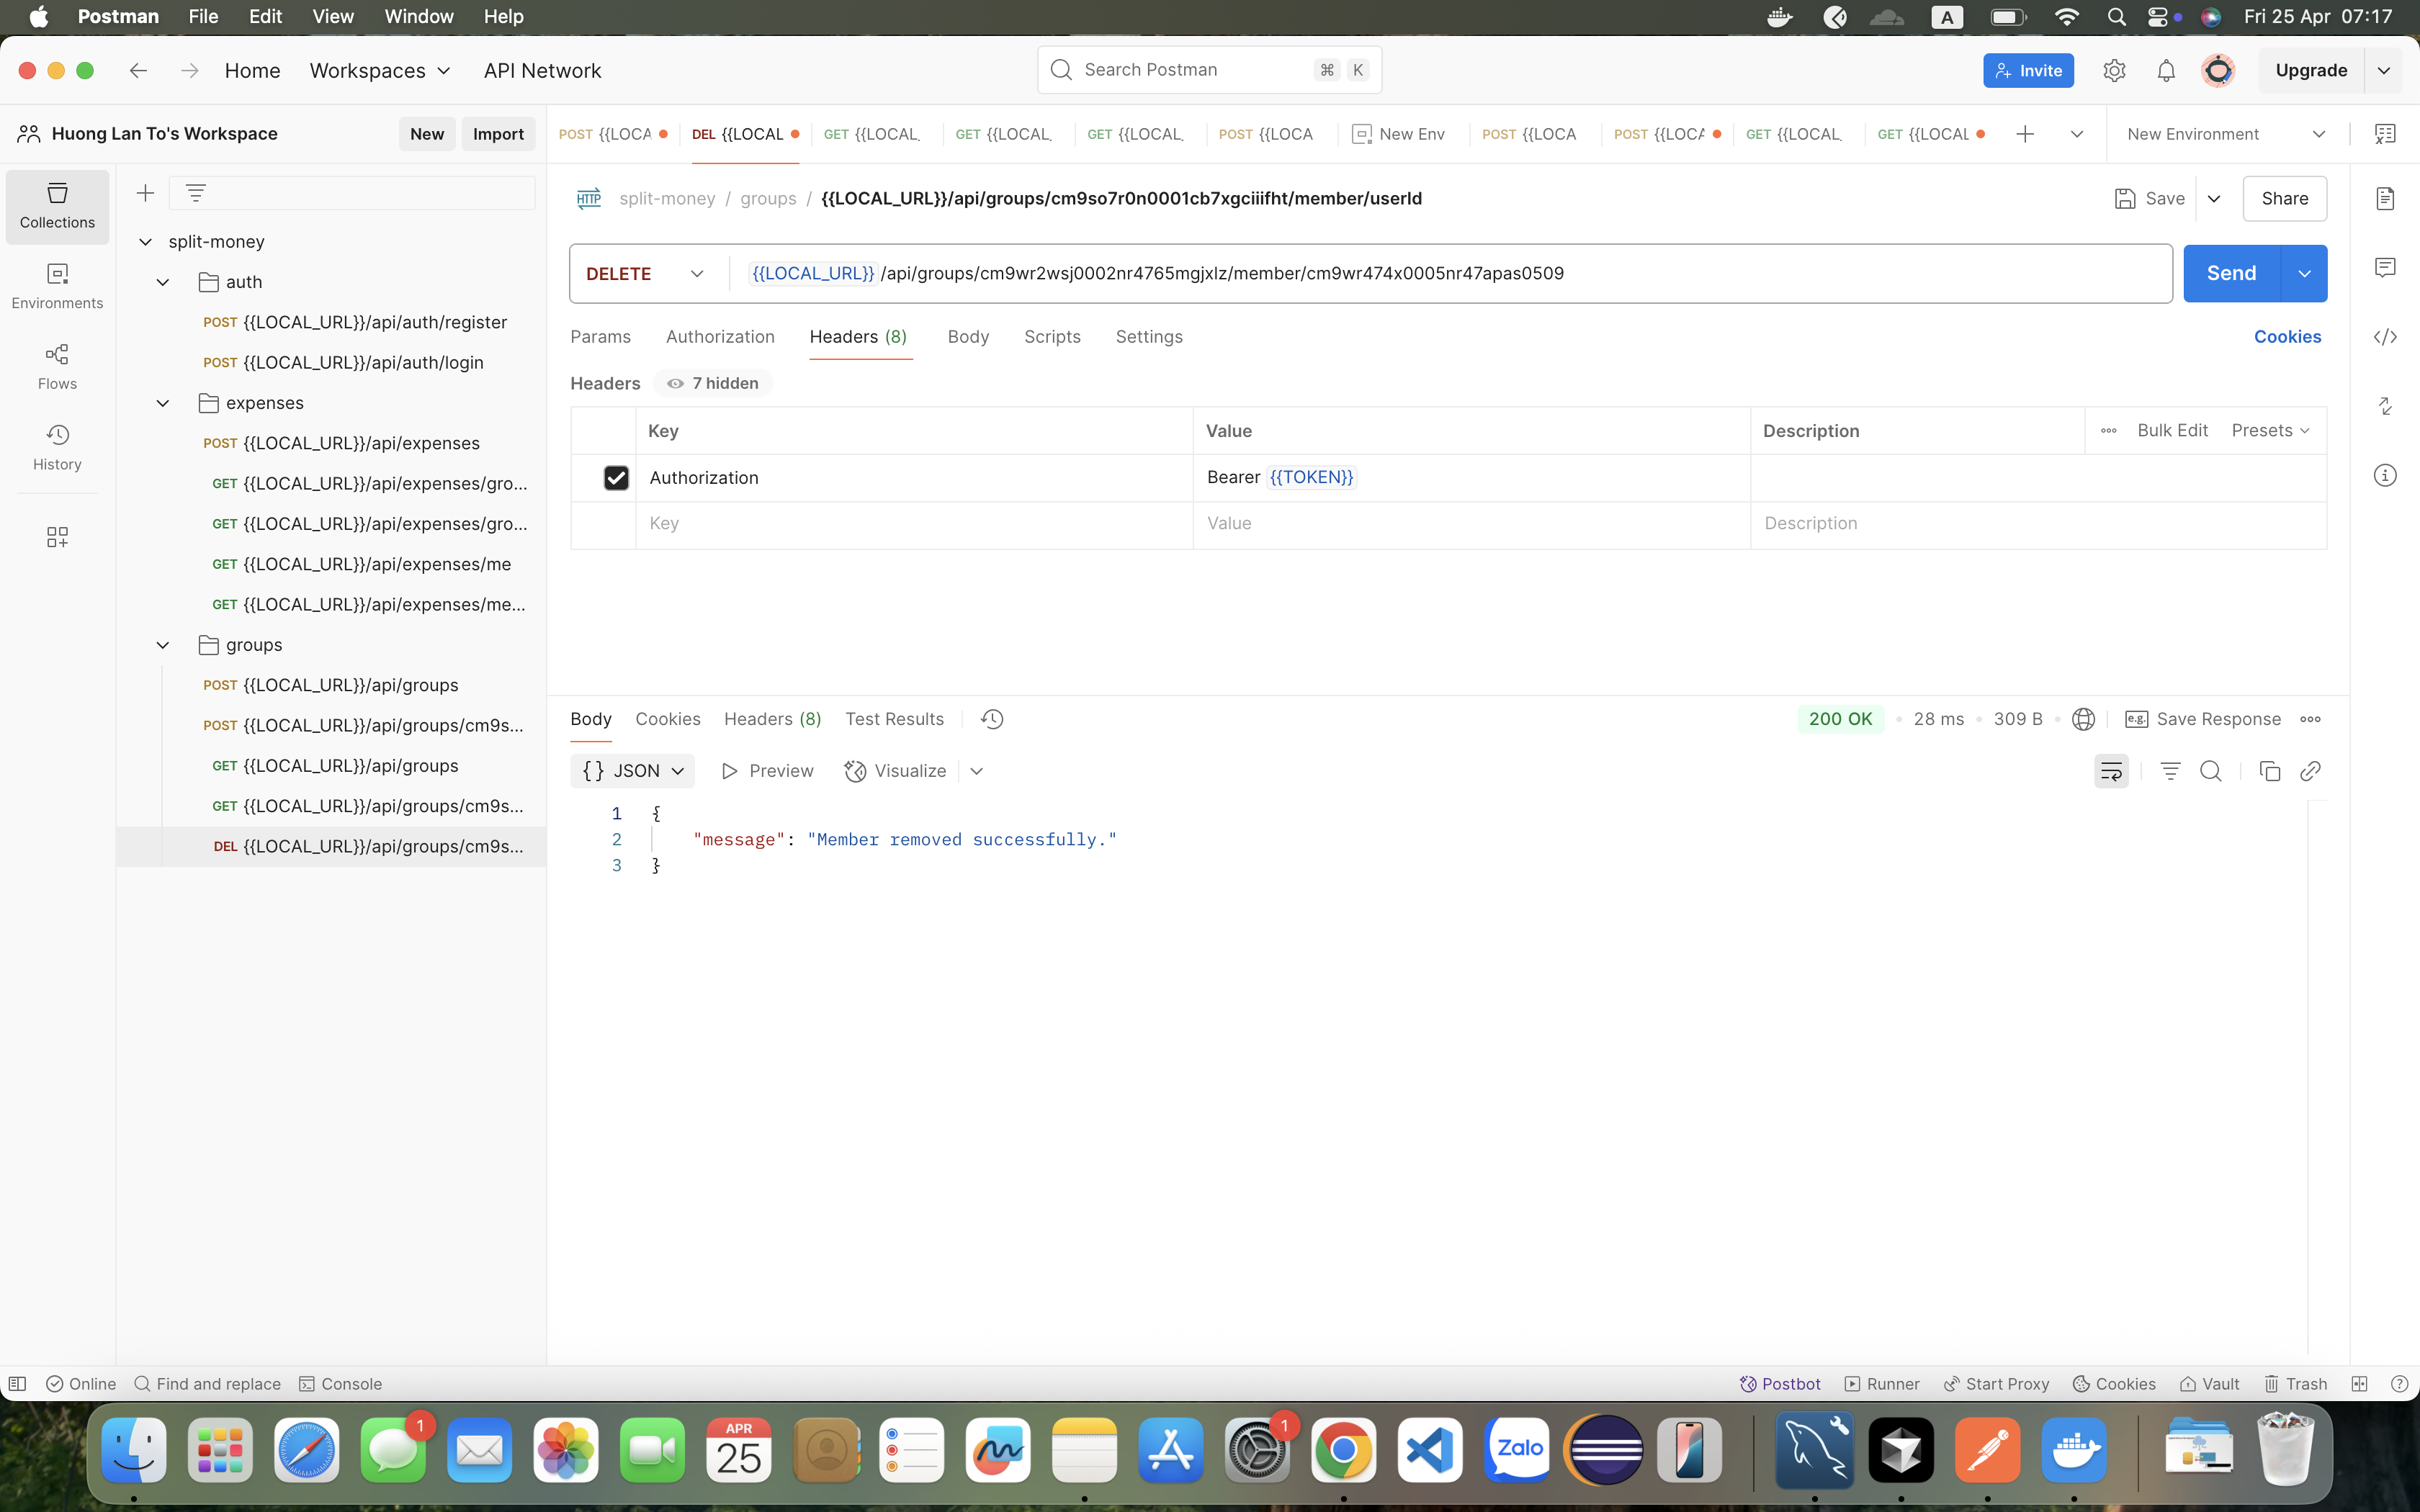 Postman File Edit View Window Help A Fri 25 Apr 07:17
Home Workspaces API Network Search Postman ⌘ K Invite Upgrade
Huong Lan To's Workspace New Import POST {{LOCA DEL {{LOCAL GET {{LOCAL_ GET {{LOCAL_ GET {{LOCAL_ POST {{LOCA New Env POST {{LOCA POST {{LOCA GET {{LOCAL_ GET {{LOCAL New Environment
Collections
Environments
Flows
History
split-money
auth
POST {{LOCAL_URL}}/api/auth/register
POST {{LOCAL_URL}}/api/auth/login
expenses
POST {{LOCAL_URL}}/api/expenses
GET {{LOCAL_URL}}/api/expenses/gro...
GET {{LOCAL_URL}}/api/expenses/gro...
GET {{LOCAL_URL}}/api/expenses/me
GET {{LOCAL_URL}}/api/expenses/me...
groups
POST {{LOCAL_URL}}/api/groups
POST {{LOCAL_URL}}/api/groups/cm9s...
GET {{LOCAL_URL}}/api/groups
GET {{LOCAL_URL}}/api/groups/cm9s...
DEL {{LOCAL_URL}}/api/groups/cm9s...
HTTP split-money / groups / {{LOCAL_URL}}/api/groups/cm9so7r0n0001cb7xgciiifht/member/userId Save Share
DELETE {{LOCAL_URL}}/api/groups/cm9wr2wsj0002nr4765mgjxlz/member/cm9wr474x0005nr47apas0509 Send
Params Authorization Headers (8) Body Scripts Settings Cookies
Headers 7 hidden
Key Value Description Bulk Edit Presets
Authorization Bearer {{TOKEN}}
Key Value Description
Body Cookies Headers (8) Test Results 200 OK 28 ms 309 B e.g. Save Response
{} JSON Preview Visualize
1 {
2 "message": "Member removed successfully."
3 }
Online Find and replace Console Postbot Runner Start Proxy Cookies Vault Trash
1 APR 25 1 Zalo